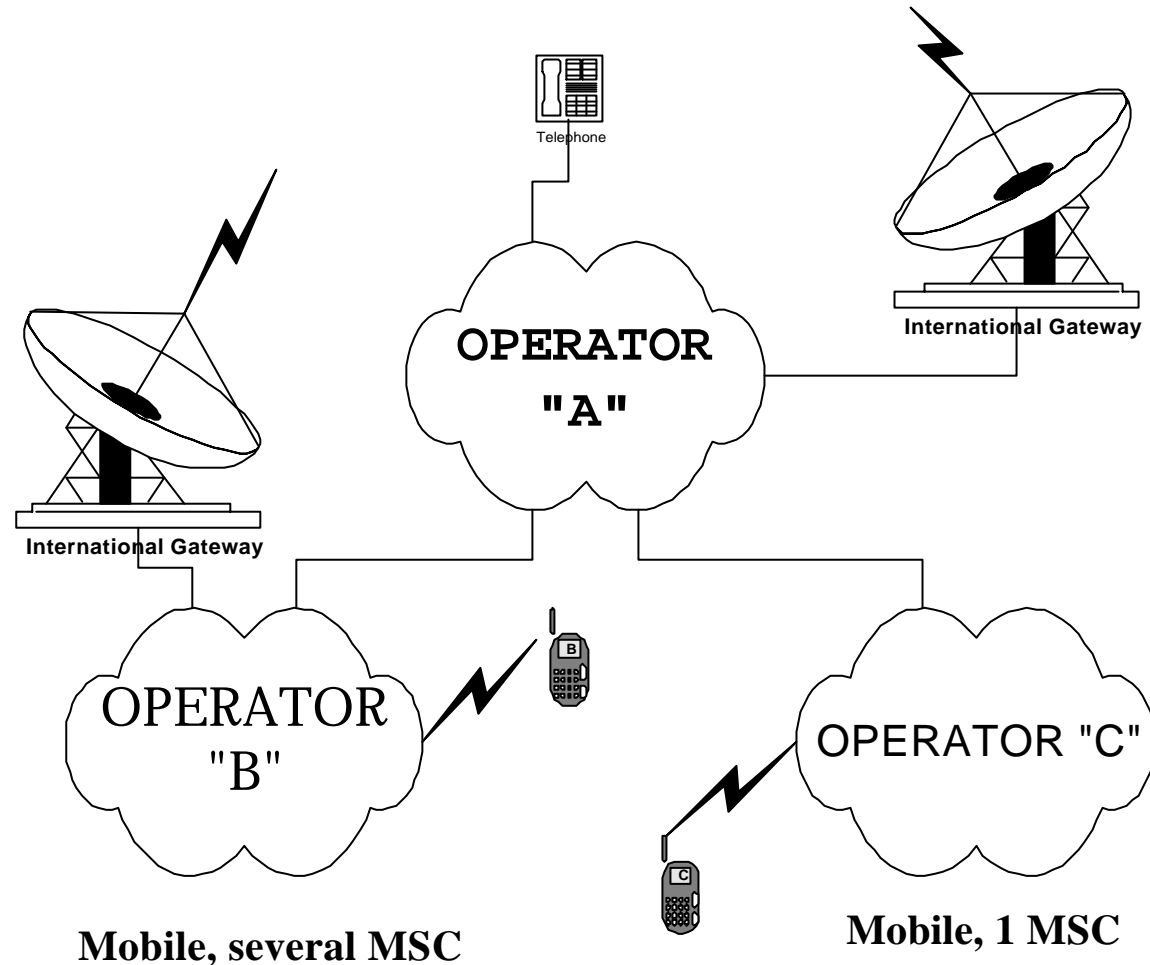 Telephone
International Gateway
OPERATOR
"A"
International Gateway
B
OPERATOR
"B"
OPERATOR "C"
C
Mobile, several MSC
Mobile, 1 MSC